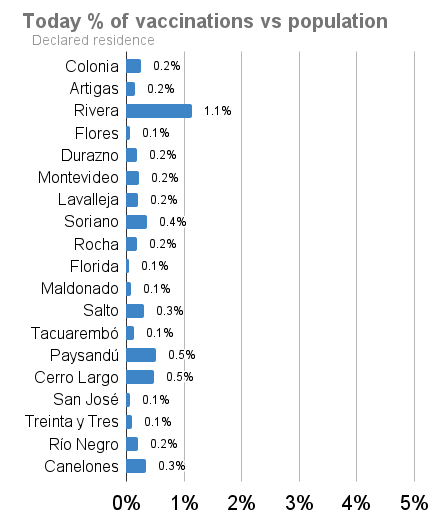 Today % of vaccinations vs population
Declared residence
Colonia 0.2%
Artigas 0.2%
Rivera 1.1%
Flores 0.1%
Durazno 0.2%
Montevideo 0.2%
Lavalleja 0.2%
Soriano 0.4%
Rocha 0.2%
Florida 0.1%
Maldonado 0.1%
Salto 0.3%
Tacuarembó 0.1%
Paysandú 0.5%
Cerro Largo 0.5%
San José 0.1%
Treinta y Tres 0.1%
Río Negro 0.2%
Canelones 0.3%
0% 1% 2% 3% 4% 5%